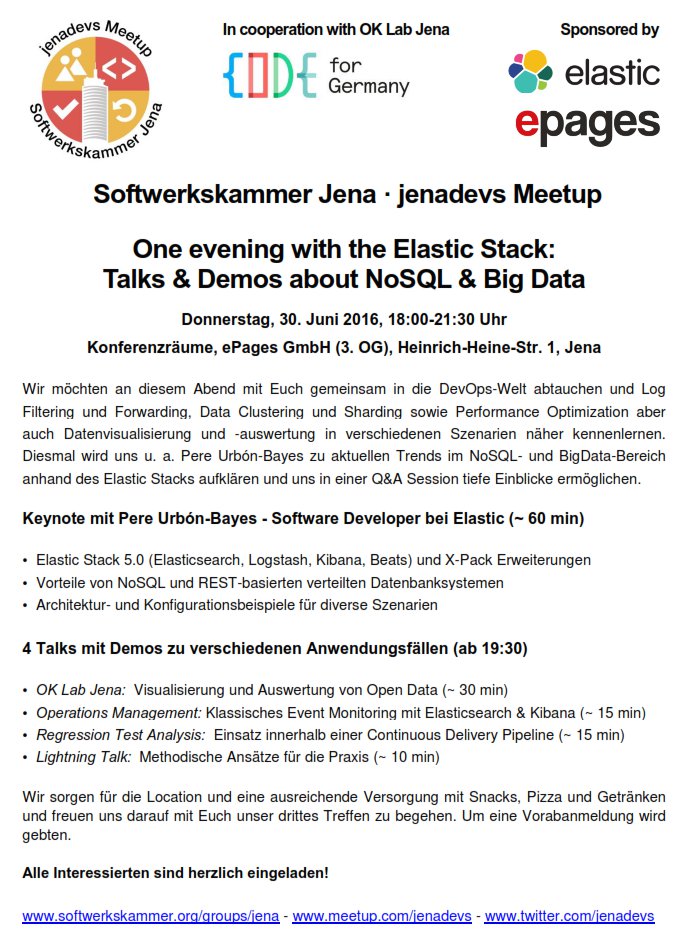 jenadevs Meetup
Softwerkskammer Jena
In cooperation with OK Lab Jena
{CODE for
Germany
Sponsored by
elastic
epages
Softwerkskammer Jena · jenadevs Meetup
One evening with the Elastic Stack:
Talks & Demos about NoSQL & Big Data
Donnerstag, 30. Juni 2016, 18:00-21:30 Uhr
Konferenzräume, ePages GmbH (3. OG), Heinrich-Heine-Str. 1, Jena
Wir möchten an diesem Abend mit Euch gemeinsam in die DevOps-Welt abtauchen und Log
Filtering und Forwarding, Data Clustering und Sharding sowie Performance Optimization aber
auch Datenvisualisierung und -auswertung in verschiedenen Szenarien näher kennenlernen.
Diesmal wird uns u. a. Pere Urbón-Bayes zu aktuellen Trends im NoSQL- und BigData-Bereich
anhand des Elastic Stacks aufklären und uns in einer Q&A Session tiefe Einblicke ermöglichen.
Keynote mit Pere Urbón-Bayes - Software Developer bei Elastic (~ 60 min)
• Elastic Stack 5.0 (Elasticsearch, Logstash, Kibana, Beats) und X-Pack Erweiterungen
• Vorteile von NoSQL und REST-basierten verteilten Datenbanksystemen
• Architektur- und Konfigurationsbeispiele für diverse Szenarien
4 Talks mit Demos zu verschiedenen Anwendungsfällen (ab 19:30)
• OK Lab Jena: Visualisierung und Auswertung von Open Data (~ 30 min)
• Operations Management: Klassisches Event Monitoring mit Elasticsearch & Kibana (~ 15 min)
• Regression Test Analysis: Einsatz innerhalb einer Continuous Delivery Pipeline (~ 15 min)
• Lightning Talk: Methodische Ansätze für die Praxis (~ 10 min)
Wir sorgen für die Location und eine ausreichende Versorgung mit Snacks, Pizza und Getränken
und freuen uns darauf mit Euch unser drittes Treffen zu begehen. Um eine Vorabanmeldung wird
gebten.
Alle Interessierten sind herzlich eingeladen!
www.softwerkskammer.org/groups/jena - www.meetup.com/jenadevs - www.twitter.com/jenadevs